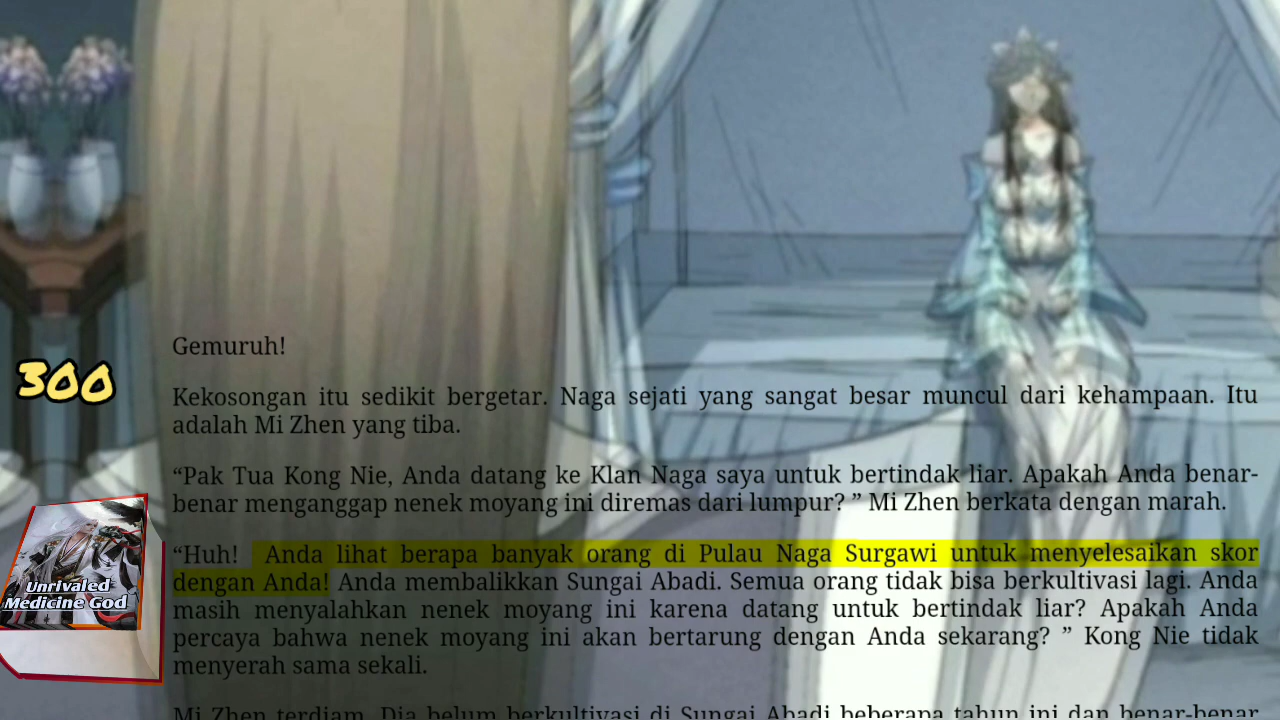 Gemuruh!
Kekosongan itu sedikit bergetar. Naga sejati yang sangat besar muncul dari kehampaan. Itu
adalah Mi Zhen yang tiba.
“Pak Tua Kong Nie, Anda datang ke Klan Naga saya untuk bertindak liar. Apakah Anda benar-
benar menganggap nenek moyang ini diremas dari lumpur? ” Mi Zhen berkata dengan marah.
“Huh! Anda lihat berapa banyak orang di Pulau Naga Surgawi untuk menyelesaikan skor
dengan Anda! Anda membalikkan Sungai Abadi. Semua orang tidak bisa berkultivasi lagi. Anda
masih menyalahkan nenek moyang ini karena datang untuk bertindak liar? Apakah Anda
percaya bahwa nenek moyang ini akan bertarung dengan Anda sekarang? ” Kong Nie tidak
menyerah sama sekali.
Mi Zhen terdiam. Dia belum berkultivasi di Sungai Abadi beberapa tahun ini dan benar-benar
300
Unrivaled
Medicine God